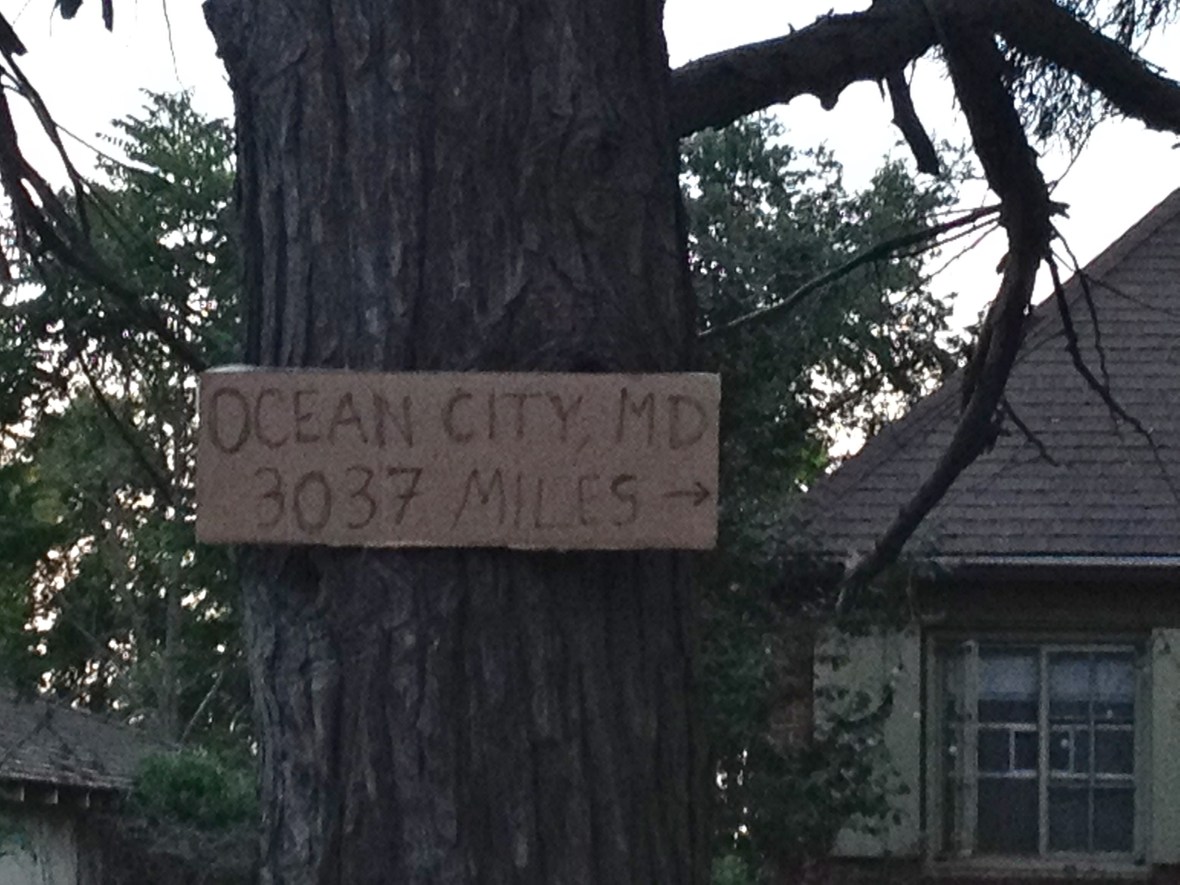 OCEAN CITY, MD
3037 MILES →